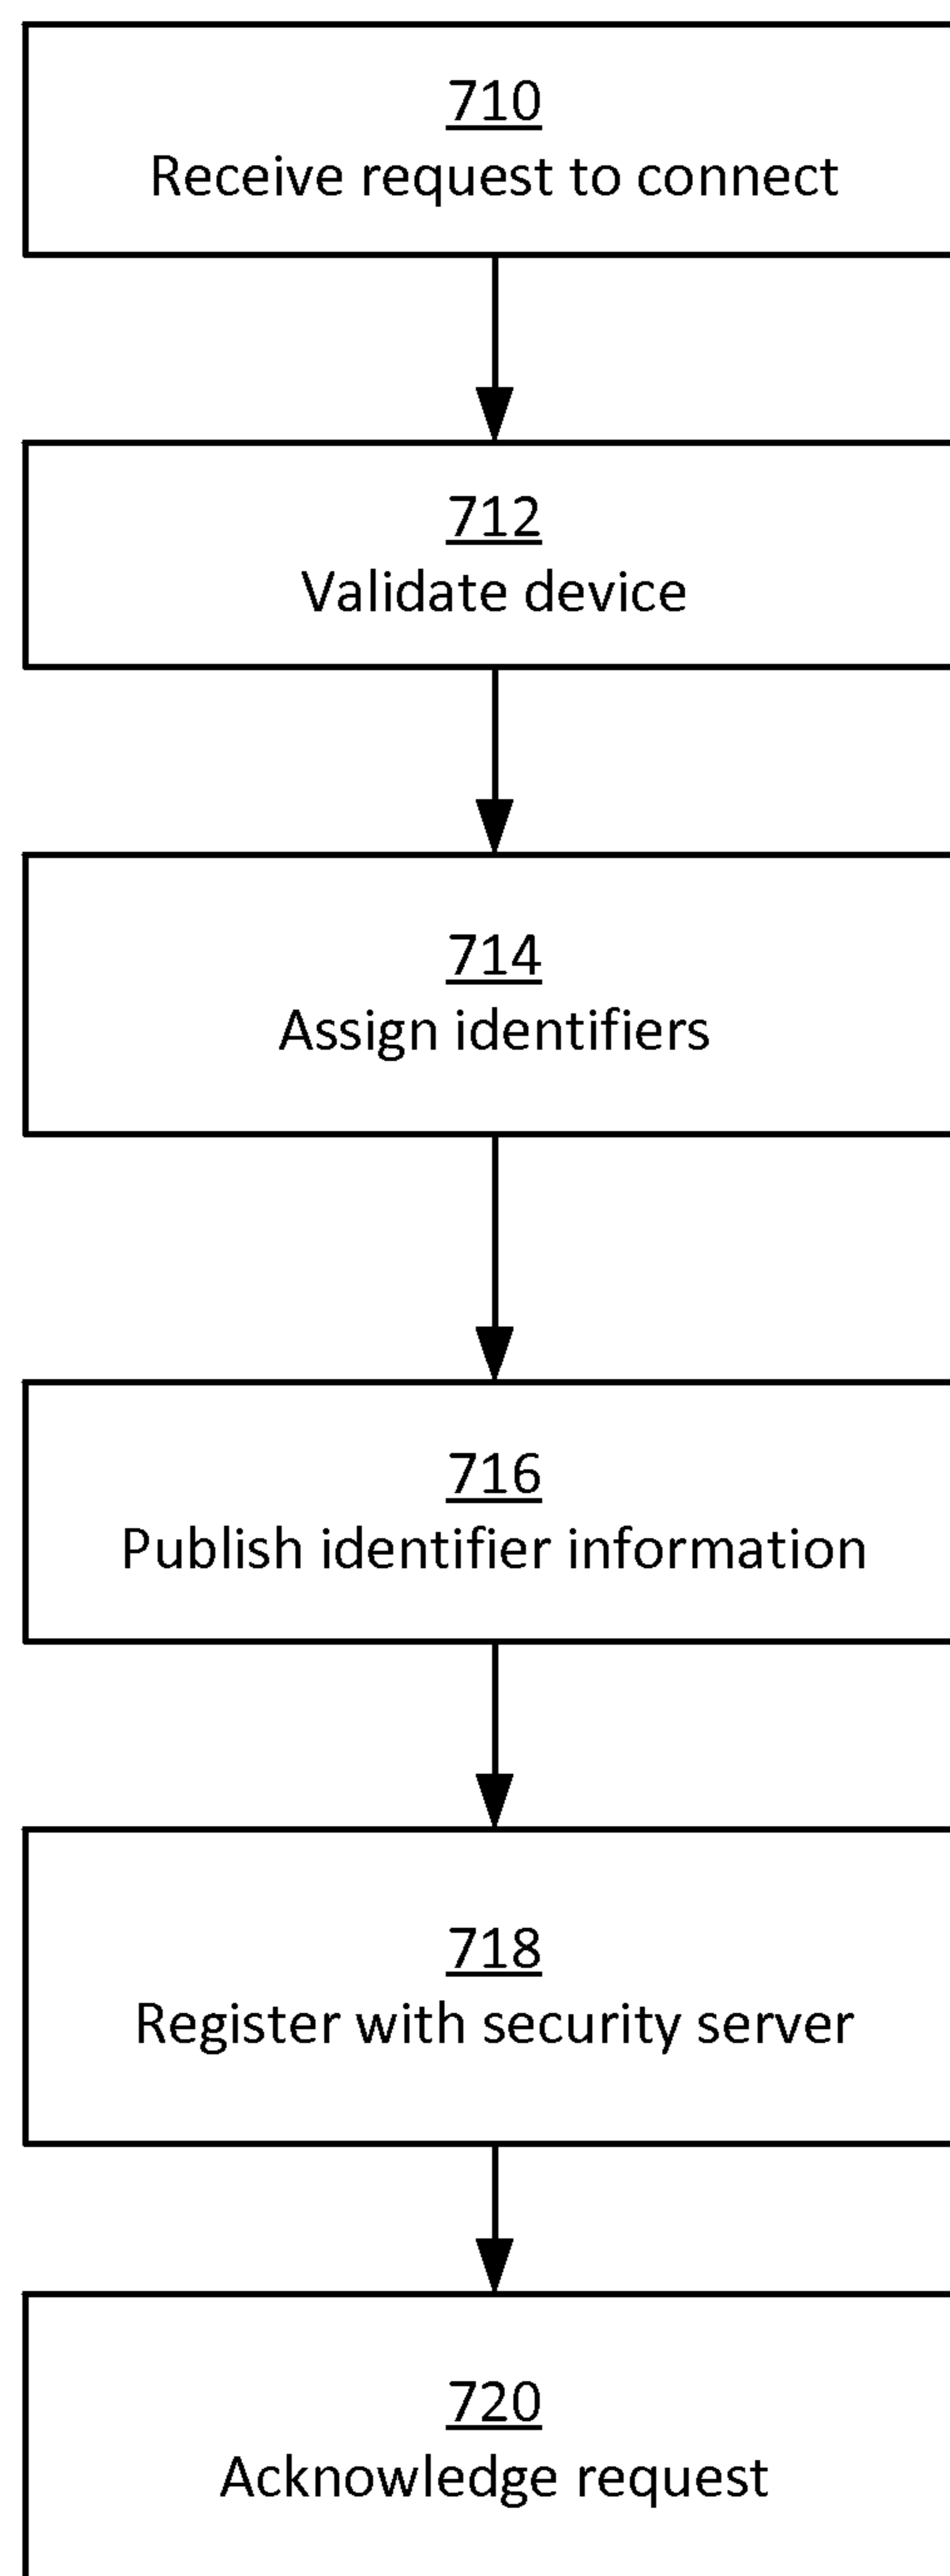 710
Receive request to connect
712
Validate device
714
Assign identifiers
716
Publish identifier information
718
Register with security server
720
Acknowledge request